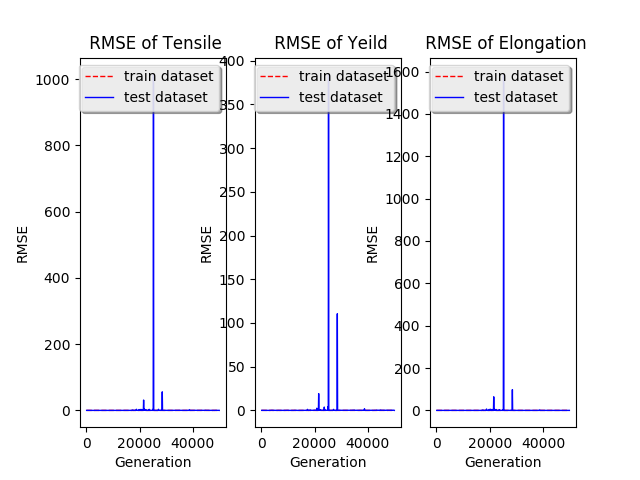 RMSE of Tensile
RMSE of Yeild
RMSE of Elongation
train dataset
test dataset
1000
800
600
400
200
0
RMSE
0
20000
40000
Generation
train dataset
test dataset
400
350
300
250
200
150
100
50
0
RMSE
0
20000
40000
Generation
train dataset
test dataset
1600
1400
1200
1000
800
600
400
200
0
RMSE
0
20000
40000
Generation